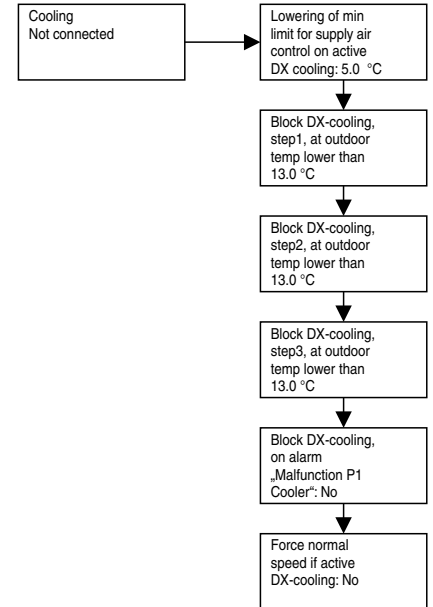 Cooling
Not connected
Lowering of min
limit for supply air
control on active
DX cooling: 5.0 °C
Block DX-cooling,
step1, at outdoor
temp lower than
13.0 °C
Block DX-cooling,
step2, at outdoor
temp lower than
13.0 °C
Block DX-cooling,
step3, at outdoor
temp lower than
13.0 °C
Block DX-cooling,
on alarm
„Malfunction P1
Cooler“: No
Force normal
speed if active
DX-cooling: No